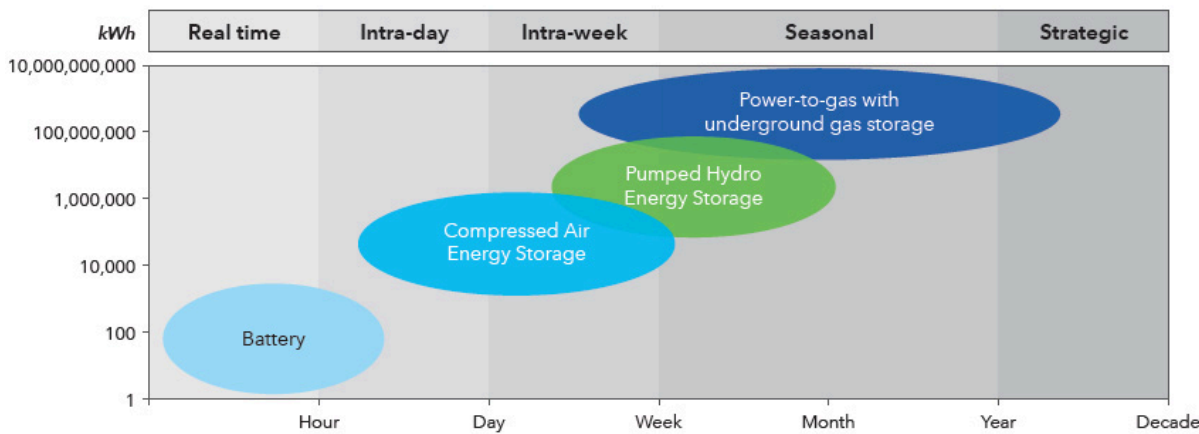 kWh Real time Intra-day Intra-week Seasonal Strategic
10,000,000,000
Power-to-gas with
underground gas storage
100,000,000
Pumped Hydro
Energy Storage
1,000,000
Compressed Air
Energy Storage
10,000
100
Battery
1
Hour Day Week Month Year Decade